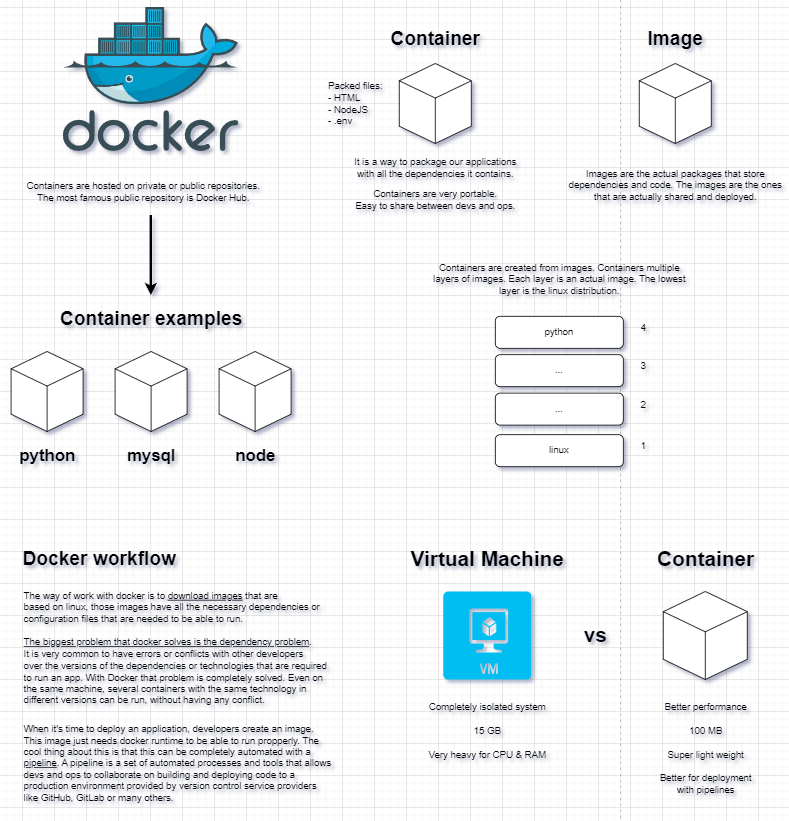 docker
Containers are hosted on private or public repositories.
The most famous public repository is Docker Hub.
Container
Packed files:
- HTML
- NodeJS
- .env
It is a way to package our applications
with all the dependencies it contains.
Containers are very portable.
Easy to share between devs and ops.
Image
Images are the actual packages that store
dependencies and code. The images are the ones
that are actually shared and deployed.
Container examples
python
mysql
node
Containers are created from images. Containers multiple
layers of images. Each layer is an actual image. The lowest
layer is the linux distribution.
python 4
... 3
... 2
linux 1
Docker workflow
The way of work with docker is to download images that are
based on linux, those images have all the necessary dependencies or
configuration files that are needed to be able to run.
The biggest problem that docker solves is the dependency problem.
It is very common to have errors or conflicts with other developers
over the versions of the dependencies or technologies that are required
to run an app. With Docker that problem is completely solved. Even on
the same machine, several containers with the same technology in
different versions can be run, without having any conflict.
When it's time to deploy an application, developers create an image.
This image just needs docker runtime to be able to run propperly. The
cool thing about this is that this can be completely automated with a
pipeline. A pipeline is a set of automated processes and tools that allows
devs and ops to collaborate on building and deploying code to a
production environment provided by version control service providers
like GitHub, GitLab or many others.
Virtual Machine
VM
Completely isolated system
15 GB
Very heavy for CPU & RAM
vs
Container
Better performance
100 MB
Super light weight
Better for deployment
with pipelines